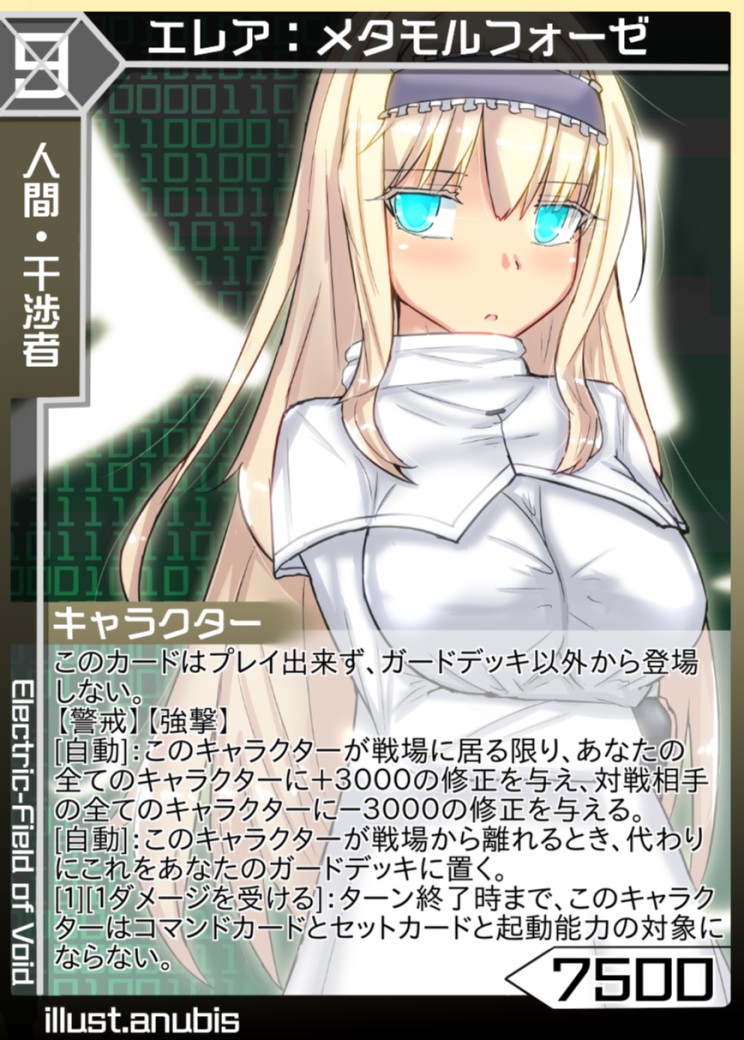 9
エレア：メタモルフォーゼ
人間・干渉者
キャラクター
このカードはプレイ出来ず、ガードデッキ以外から登場
しない。
【警戒】【強撃】
[自動]：このキャラクターが戦場に居る限り、あなたの
全てのキャラクターに＋3000の修正を与え、対戦相手
の全てのキャラクターに－3000の修正を与える。
[自動]：このキャラクターが戦場から離れるとき、代わり
にこれをあなたのガードデッキに置く。
[1][1ダメージを受ける]：ターン終了時まで、このキャラク
ターはコマンドカードとセットカードと起動能力の対象に
ならない。
7500
Electric-Field of Void
illust.anubis